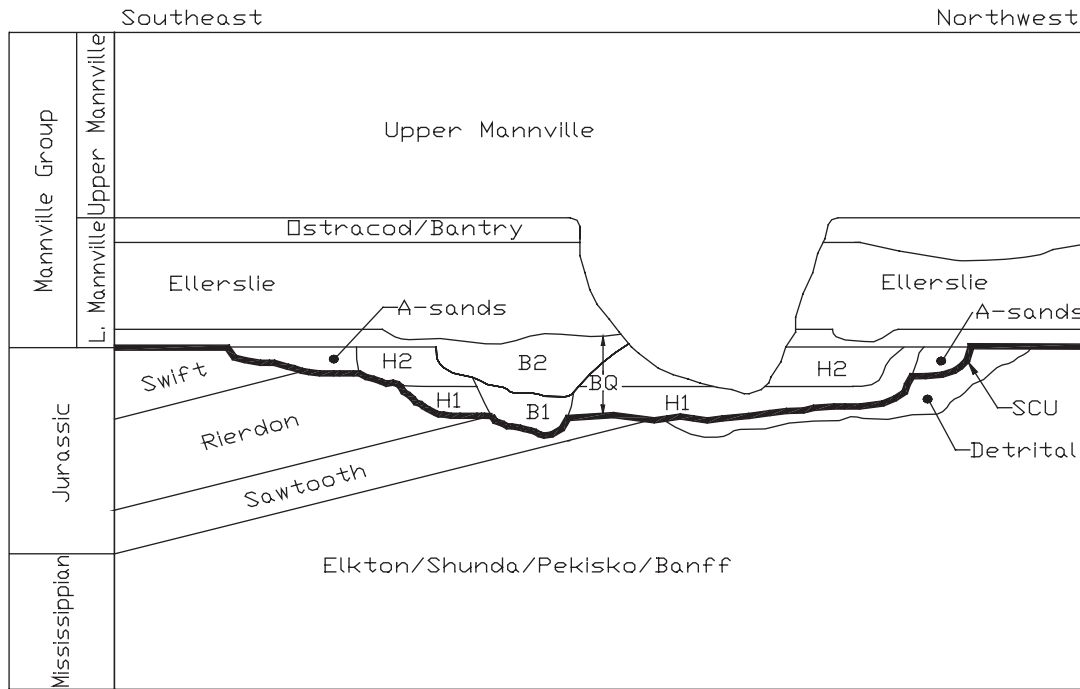 Southeast
Northwest
Mannville Group
Upper Mannville
L. Mannville
Jurassic
Mississippian
Upper Mannville
Ostracod/Bantry
Ellerslie
Ellerslie
A-sands
A-sands
H2
B2
H2
Swift
BQ
H1
B1
H1
SCU
Rierdon
Detrital
Sawtooth
Elkton/Shunda/Pekisko/Banff